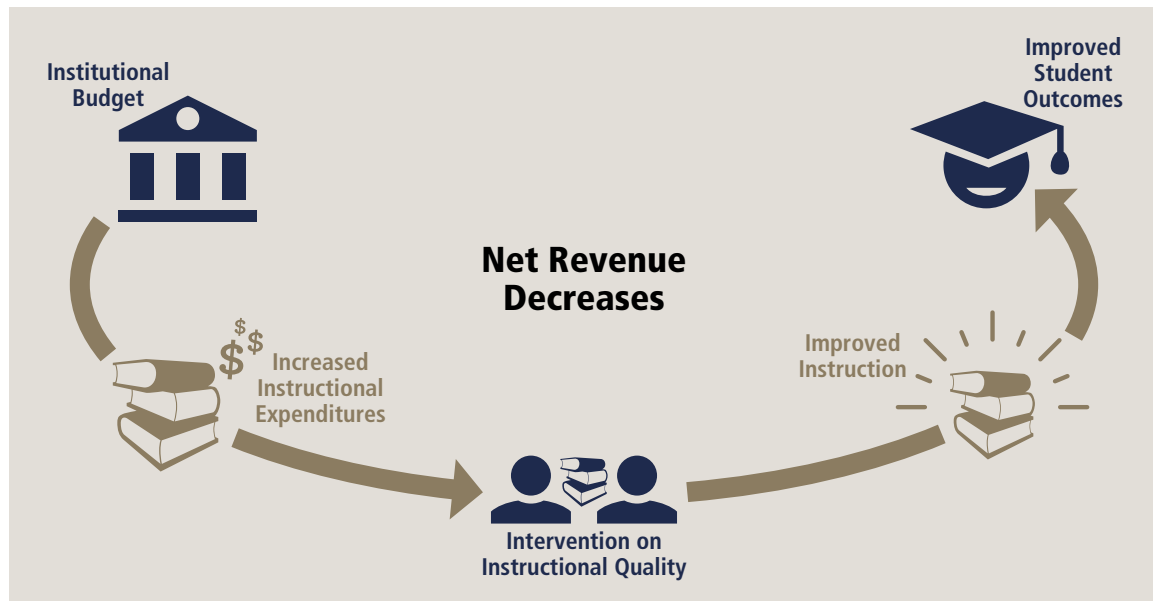 Institutional
Budget
$
$
$
Increased
Instructional
Expenditures
Intervention on
Instructional Quality
Net Revenue
Decreases
Improved
Instruction
Improved
Student
Outcomes